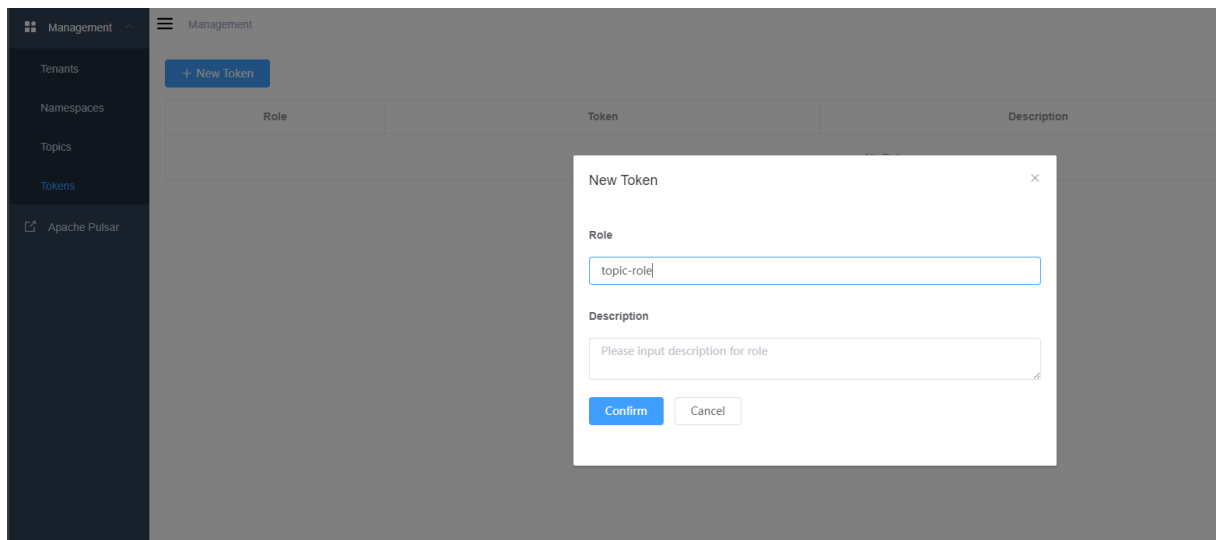 Management
Management
Tenants
+ New Token
Namespaces
Role Token Description
Topics
New Token
Tokens
Apache Pulsar
Role
topic-role
Description
Please input description for role
Confirm Cancel